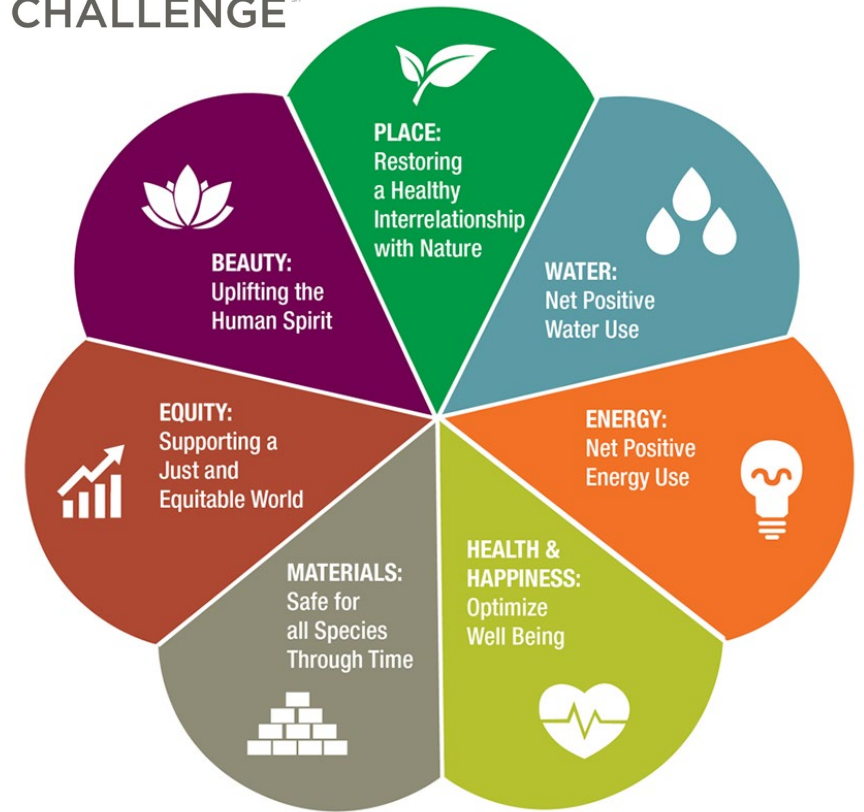 CHALLENGE
PLACE:
Restoring
a Healthy
Interrelationship
with Nature
WATER:
Net Positive
Water Use
ENERGY:
Net Positive
Energy Use
HEALTH &
HAPPINESS:
Optimize
Well Being
MATERIALS:
Safe for
all Species
Through Time
EQUITY:
Supporting a
Just and
Equitable World
BEAUTY:
Uplifting the
Human Spirit